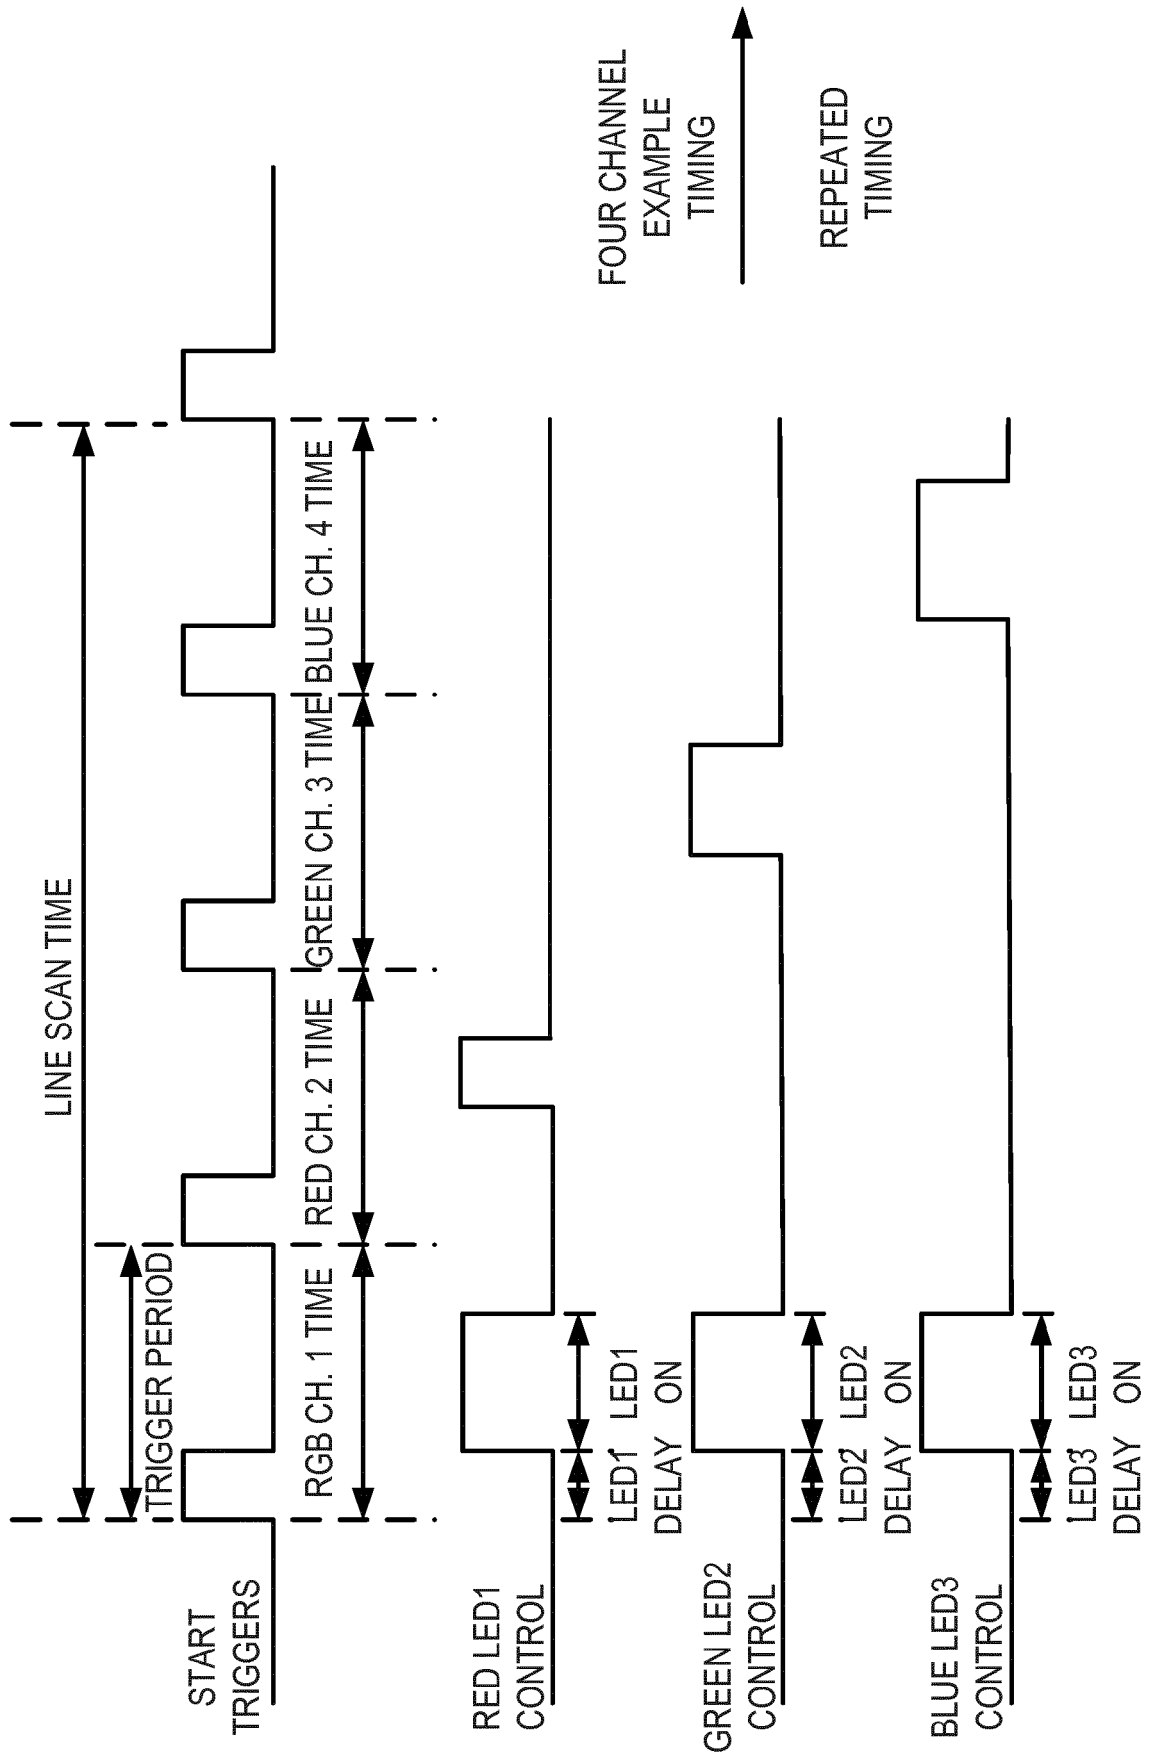 LINE SCAN TIME
TRIGGER PERIOD
START
TRIGGERS
RGB CH. 1 TIME
RED CH. 2 TIME
GREEN CH. 3 TIME
BLUE CH. 4 TIME
RED LED1
CONTROL
LED1
DELAY
LED1
ON
GREEN LED2
CONTROL
LED2
DELAY
LED2
ON
BLUE LED3
CONTROL
LED3
DELAY
LED3
ON
FOUR CHANNEL
EXAMPLE
TIMING
REPEATED
TIMING